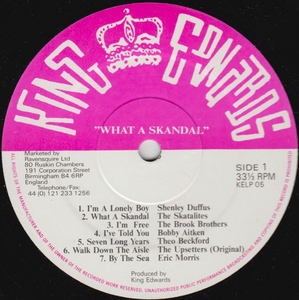 KING EDWARDS
"WHAT A SKANDAL"
Marketed by
Ravensquire Ltd
80 Ruskin Chambers
191 Corporation Street
Birmingham B4 6RP
England
Telephone/Fax:
44 (0) 121 233 1256
SIDE 1
33⅓ RPM
KELP 05
1. I'm A Lonely Boy Shenley Duffus
2. What A Skandal The Skatalites
3. I'm Free The Brook Brothers
4. I've Told You Bobby Aitken
5. Seven Long Years Theo Beckford
6. Walk Down the Aisle The Upsetters (Original)
7. By the Sea Eric Morris
Produced by
King Edwards